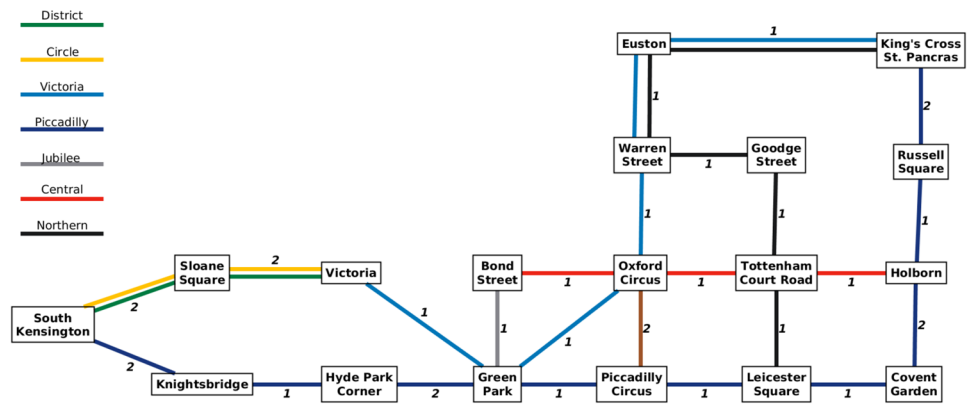 District
Circle
Victoria
Piccadilly
Jubilee
Central
Northern
1
Euston
King's Cross
St. Pancras
1
2
Warren
Street
1
Goodge
Street
Russell
Square
1
1
1
Sloane
Square
2
Victoria
Bond
Street
1
Oxford
Circus
1
Tottenham
Court Road
1
Holborn
2
South
Kensington
1
1
1
2
1
2
2
Knightsbridge
1
Hyde Park
Corner
2
Green
Park
1
Piccadilly
Circus
1
Leicester
Square
1
Covent
Garden